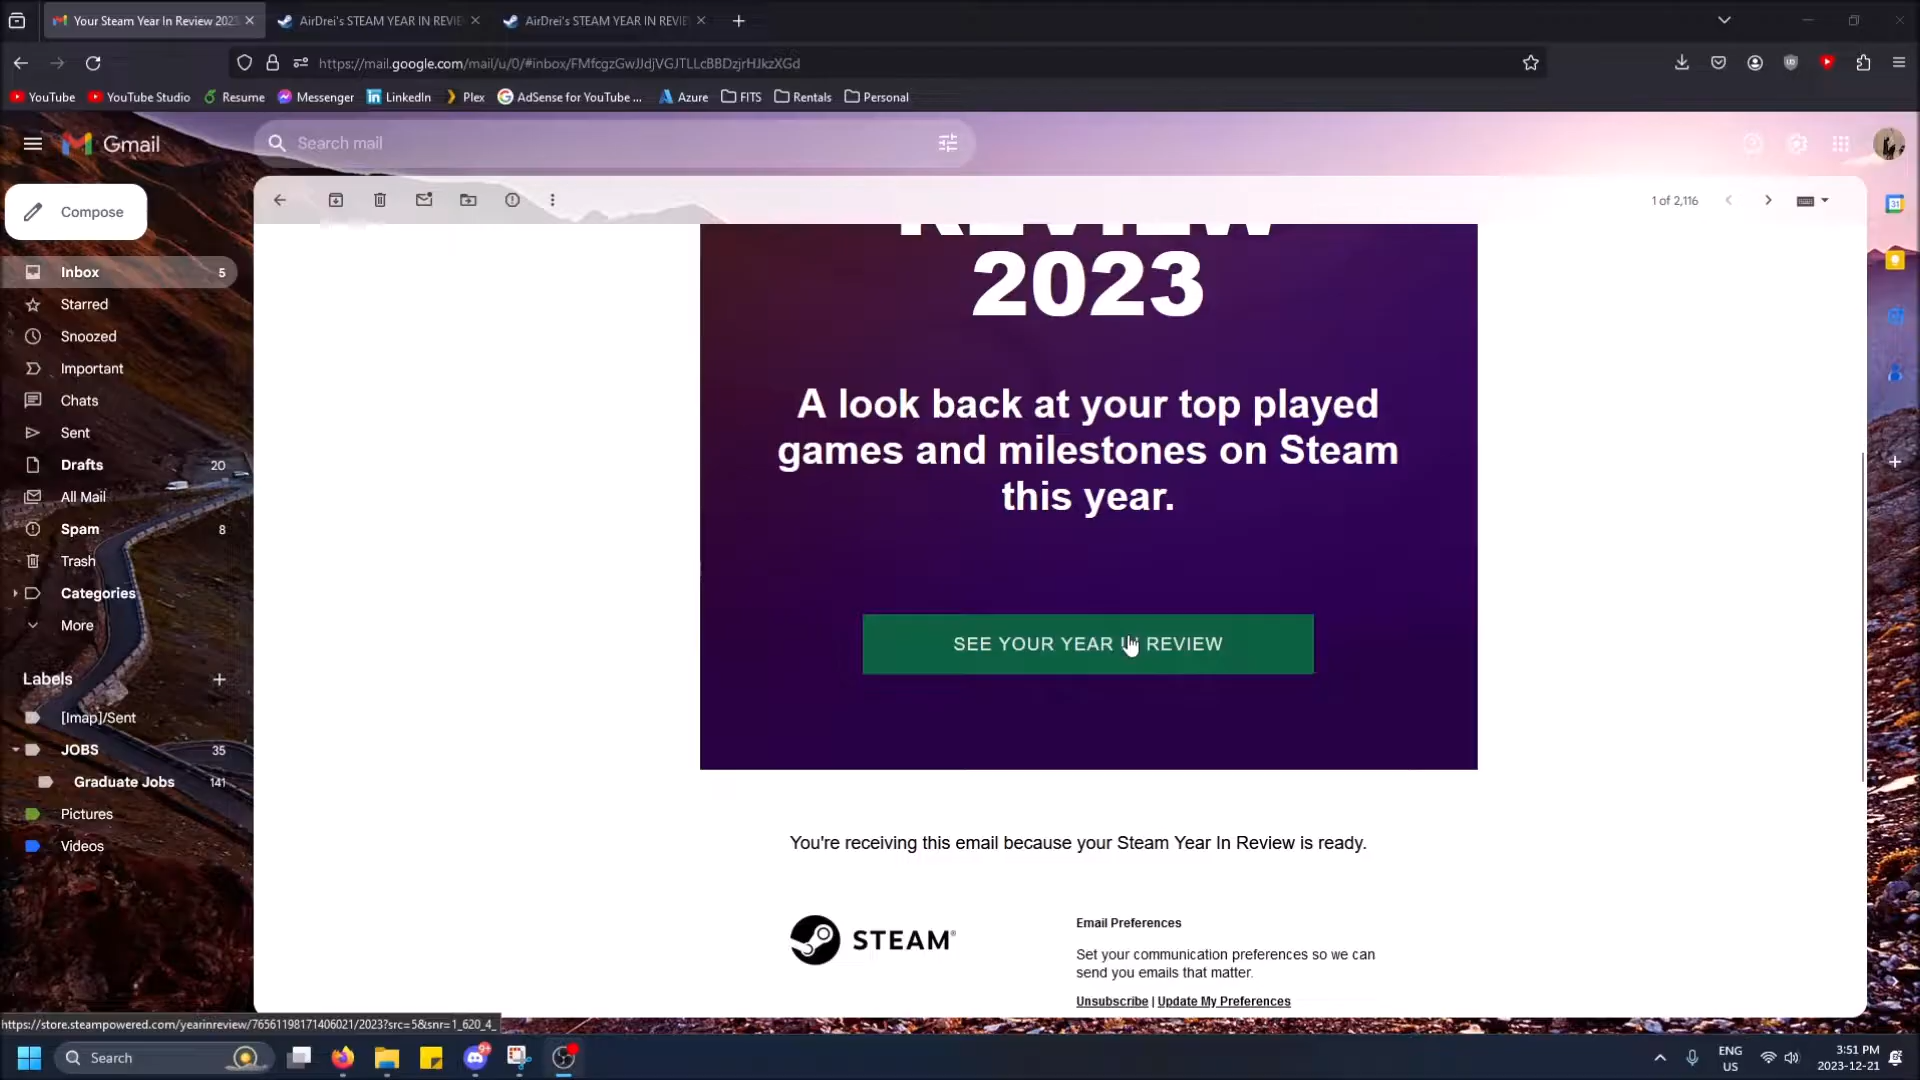 Your Steam Year In Review 202
AirDrei's STEAM YEAR IN REVIE
AirDrei's STEAM YEAR IN REVIE
https://mail.google.com/mail/u/0/#inbox/FMfcgzGwJJdjVGJTLLcBBDzjrHJkzXGd
YouTube
YouTube Studio
Resume
Messenger
LinkedIn
Plex
AdSense for YouTube ...
Azure
FITS
Rentals
Personal
Gmail
Search mail
Compose
1 of 2,116
Inbox 5
Starred
Snoozed
Important
Chats
Sent
Drafts 20
All Mail
Spam 8
Trash
Categories
More
Labels
[Imap]/Sent
JOBS 35
Graduate Jobs 141
Pictures
Videos
REVIEW
2023
A look back at your top played
games and milestones on Steam
this year.
SEE YOUR YEAR IN REVIEW
You're receiving this email because your Steam Year In Review is ready.
STEAM®
Email Preferences
Set your communication preferences so we can
send you emails that matter.
Unsubscribe | Update My Preferences
https://store.steampowered.com/yearinreview/76561198171406021/2023?src=5&snr=1_620_4_
Search
9+
ENG
US
3:51 PM
2023-12-21